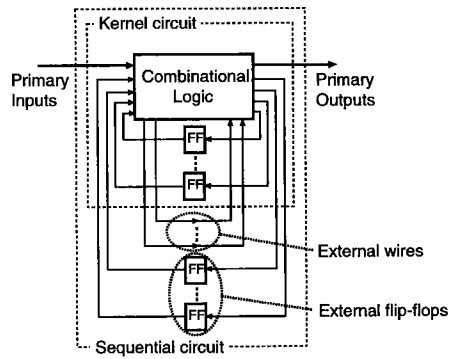 Kernel circuit
Primary
Inputs
Combinational
Logic
Primary
Outputs
FF
FF
External wires
FF
External flip-flops
FF
Sequential circuit